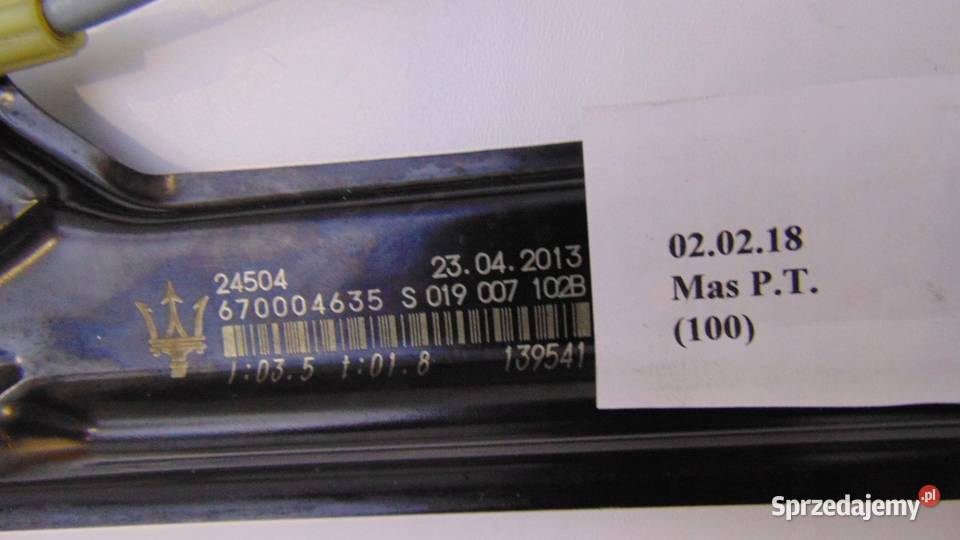 24504 23.04.2013
670004635 S 019 007 102B
I:03.5 t:01.8 139541
02.02.18
Mas P.T.
(100)
Sprzedajemy.pl